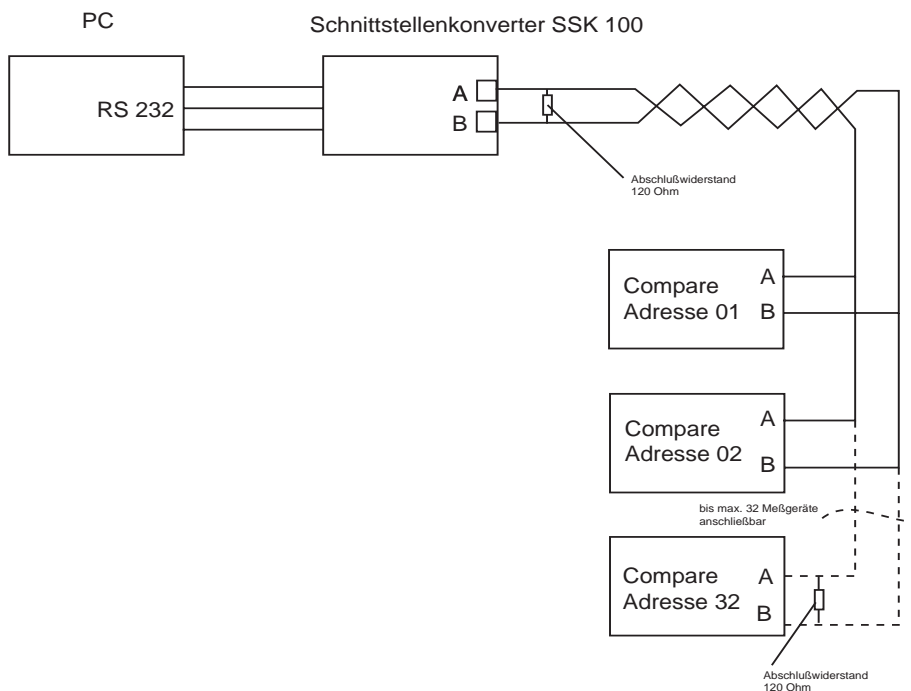 PC
Schnittstellenkonverter SSK 100
RS 232
A
B
Abschlußwiderstand
120 Ohm
Compare
Adresse 01
A
B
Compare
Adresse 02
A
B
bis max. 32 Meßgeräte
anschließbar
Compare
Adresse 32
A
B
Abschlußwiderstand
120 Ohm